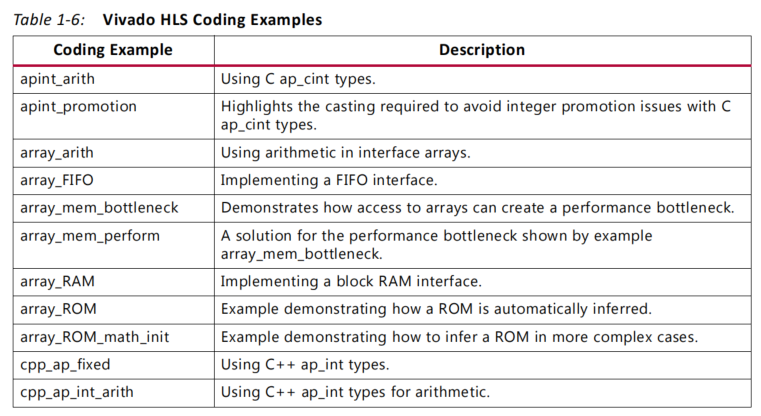 Table 1-6: Vivado HLS Coding Examples
Coding Example Description
apint_arith Using C ap_cint types.
apint_promotion Highlights the casting required to avoid integer promotion issues with C
ap_cint types.
array_arith Using arithmetic in interface arrays.
array_FIFO Implementing a FIFO interface.
array_mem_bottleneck Demonstrates how access to arrays can create a performance bottleneck.
array_mem_perform A solution for the performance bottleneck shown by example
array_mem_bottleneck.
array_RAM Implementing a block RAM interface.
array_ROM Example demonstrating how a ROM is automatically inferred.
array_ROM_math_init Example demonstrating how to infer a ROM in more complex cases.
cpp_ap_fixed Using C++ ap_int types.
cpp_ap_int_arith Using C++ ap_int types for arithmetic.